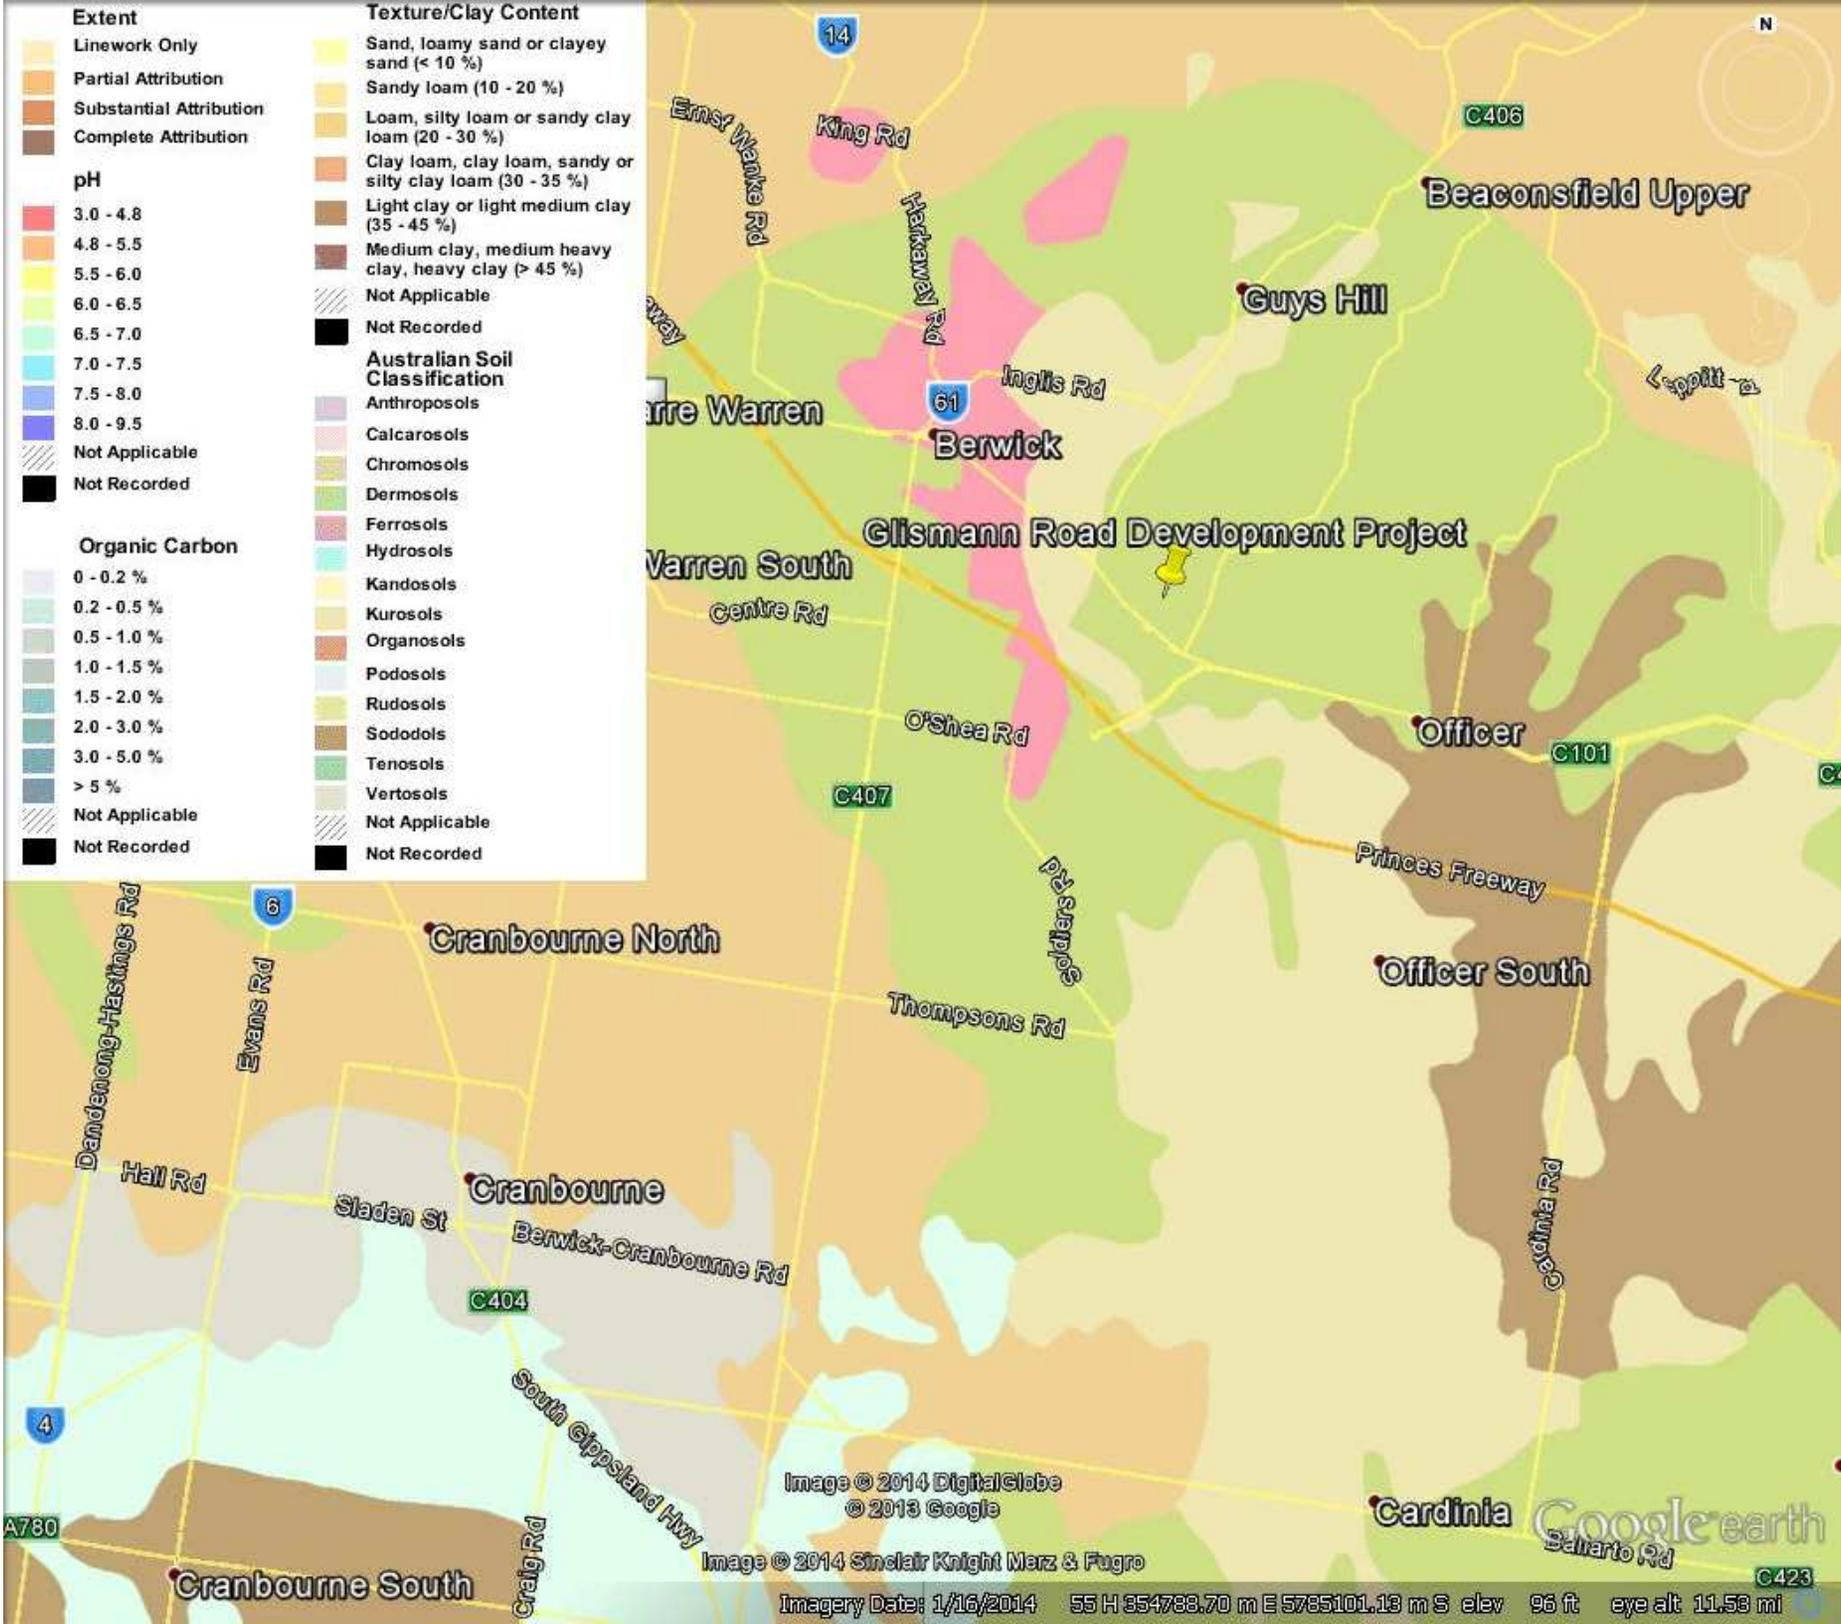 Extent
Linework Only
Partial Attribution
Substantial Attribution
Complete Attribution
pH
3.0 - 4.8
4.8 - 5.5
5.5 - 6.0
6.0 - 6.5
6.5 - 7.0
7.0 - 7.5
7.5 - 8.0
8.0 - 9.5
Not Applicable
Not Recorded
Organic Carbon
0 - 0.2 %
0.2 - 0.5 %
0.5 - 1.0 %
1.0 - 1.5 %
1.5 - 2.0 %
2.0 - 3.0 %
3.0 - 5.0 %
> 5 %
Not Applicable
Not Recorded
Texture/Clay Content
Sand, loamy sand or clayey
sand (< 10 %)
Sandy loam (10 - 20 %)
Loam, silty loam or sandy clay
loam (20 - 30 %)
Clay loam, clay loam, sandy or
silty clay loam (30 - 35 %)
Light clay or light medium clay
(35 - 45 %)
Medium clay, medium heavy
clay, heavy clay (> 45 %)
Not Applicable
Not Recorded
Australian Soil
Classification
Anthroposols
Calcarosols
Chromosols
Dermosols
Ferrosols
Hydrosols
Kandosols
Kurosols
Organosols
Podosols
Rudosols
Sododols
Tenosols
Vertosols
Not Applicable
Not Recorded
14
N
C406
Ernst Wanke Rd
King Rd
Harkaway Rd
Beaconsfield Upper
Guys Hill
eway
Inglis Rd
61
arre Warren
Berwick
Glismann Road Development Project
Warren South
Centre Rd
O'Shea Rd
Officer
C101
C407
Princes Freeway
Soldiers Rd
Dandenong-Hastings Rd
6
Evans Rd
Cranbourne North
Officer South
Thompsons Rd
Hall Rd
Cranbourne
Sladen St
Berwick-Cranbourne Rd
Cardinia Rd
C404
4
South Gippsland Hwy
Image © 2014 DigitalGlobe
© 2013 Google
Cardinia
Google earth
A780
Ballarto Rd
Craig Rd
Image © 2014 Sinclair Knight Merz & Fugro
C423
Cranbourne South
Imagery Date: 1/16/2014 55 H 354788.70 m E 5785101.13 m S elev 96 ft eye alt 11.53 mi